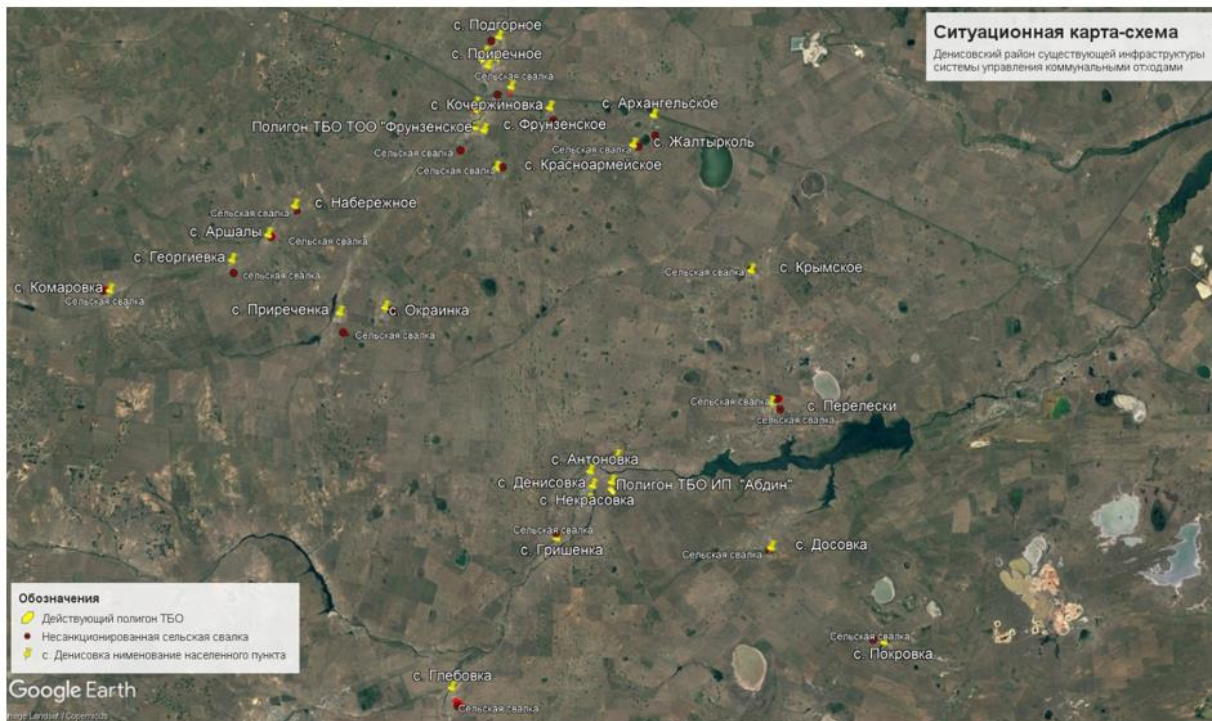 Ситуационная карта-схема
Денисовский район существующей инфраструктуры
системы управления коммунальными отходами
с. Подгорное
с. Приречное
Сельская свалка
с. Кочержиновка
с. Архангельское
Полигон ТБО ТОО "Фрунзенское"
с. Фрунзенское
с. Жалтырколь
Сельская свалка
Сельская свалка
Сельская свалка
с. Красноармейское
с. Набережное
Сельская свалка
с. Аршалы
Сельская свалка
с. Георгиевка
сельская свалка
с. Крымское
Сельская свалка
с. Комаровка
Сельская свалка
с. Приреченка
с. Окраинка
Сельская свалка
Сельская свалка
с. Перелески
сельская свалка
с. Антоновка
с. Денисовка
Полигон ТБО ИП "Абдин"
с. Некрасовка
Сельская свалка
с. Гришенка
с. Досовка
Сельская свалка
Сельская свалка
с. Покровка
с. Глебовка
Сельская свалка
Обозначения
Действующий полигон ТБО
Несанкционированная сельская свалка
с. Денисовка нименование населенного пункта
Google Earth
Image Landsat / Copernicus